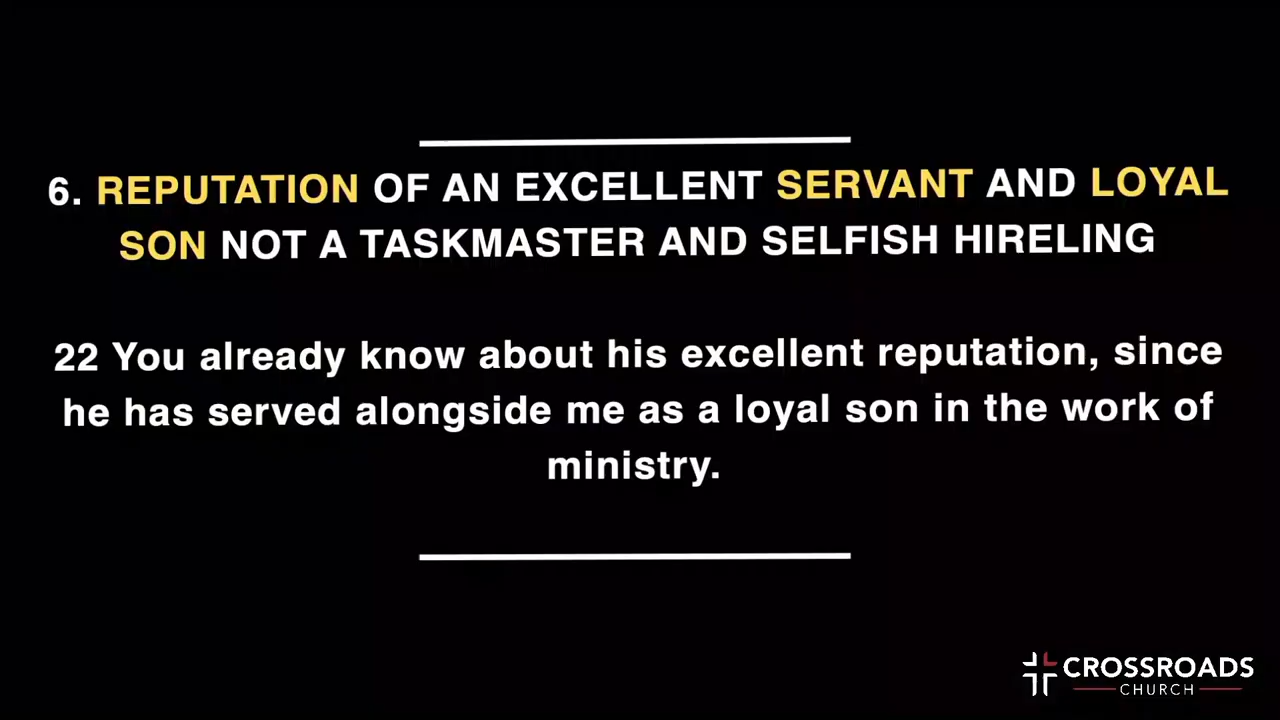 6. REPUTATION OF AN EXCELLENT SERVANT AND LOYAL
SON NOT A TASKMASTER AND SELFISH HIRELING
22 You already know about his excellent reputation, since
he has served alongside me as a loyal son in the work of
ministry.
CROSSROADS
CHURCH